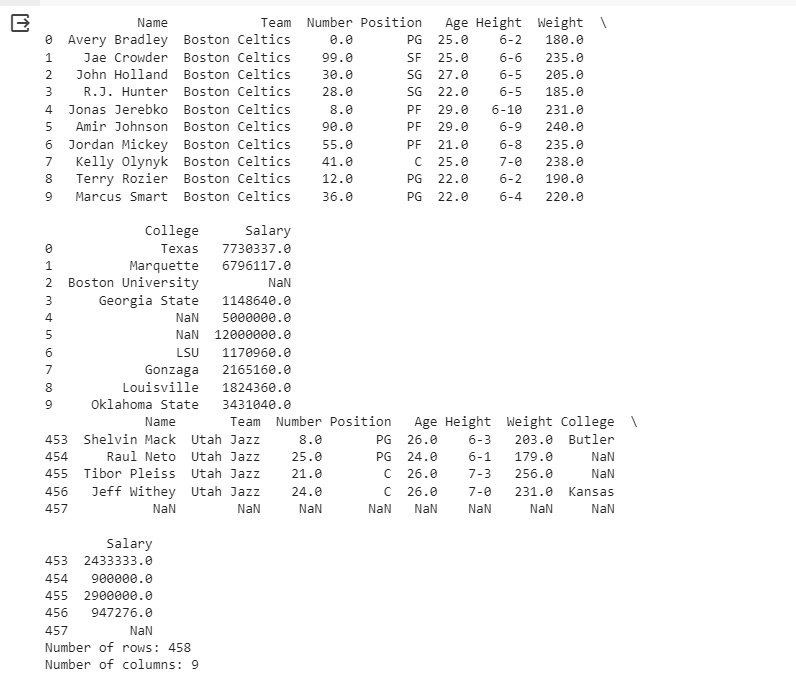 Name Team Number Position Age Height Weight \
0 Avery Bradley Boston Celtics 0.0 PG 25.0 6-2 180.0
1 Jae Crowder Boston Celtics 99.0 SF 25.0 6-6 235.0
2 John Holland Boston Celtics 30.0 SG 27.0 6-5 205.0
3 R.J. Hunter Boston Celtics 28.0 SG 22.0 6-5 185.0
4 Jonas Jerebko Boston Celtics 8.0 PF 29.0 6-10 231.0
5 Amir Johnson Boston Celtics 90.0 PF 29.0 6-9 240.0
6 Jordan Mickey Boston Celtics 55.0 PF 21.0 6-8 235.0
7 Kelly Olynyk Boston Celtics 41.0 C 25.0 7-0 238.0
8 Terry Rozier Boston Celtics 12.0 PG 22.0 6-2 190.0
9 Marcus Smart Boston Celtics 36.0 PG 22.0 6-4 220.0
College Salary
0 Texas 7730337.0
1 Marquette 6796117.0
2 Boston University NaN
3 Georgia State 1148640.0
4 NaN 5000000.0
5 NaN 12000000.0
6 LSU 1170960.0
7 Gonzaga 2165160.0
8 Louisville 1824360.0
9 Oklahoma State 3431040.0
Name Team Number Position Age Height Weight College \
453 Shelvin Mack Utah Jazz 8.0 PG 26.0 6-3 203.0 Butler
454 Raul Neto Utah Jazz 25.0 PG 24.0 6-1 179.0 NaN
455 Tibor Pleiss Utah Jazz 21.0 C 26.0 7-3 256.0 NaN
456 Jeff Withey Utah Jazz 24.0 C 26.0 7-0 231.0 Kansas
457 NaN NaN NaN NaN NaN NaN NaN NaN
Salary
453 2433333.0
454 900000.0
455 2900000.0
456 947276.0
457 NaN
Number of rows: 458
Number of columns: 9